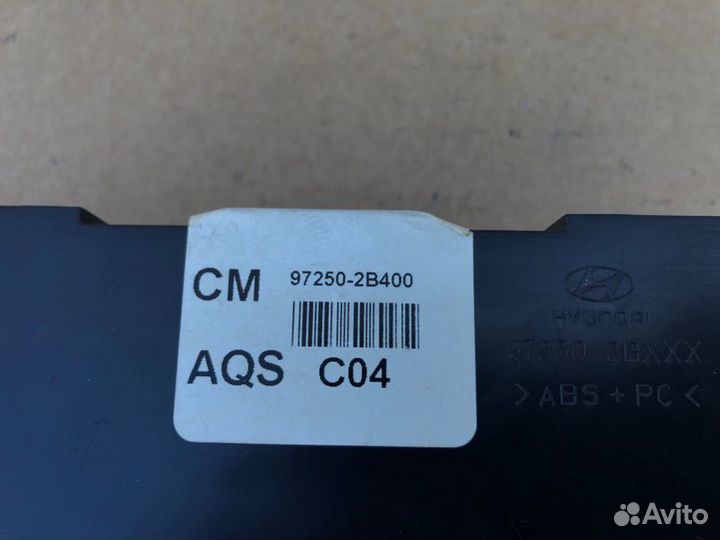 CM 97250-2B400
AQS C04
HYUNDAI
97250-2BXXX
>ABS+PC<
Avito